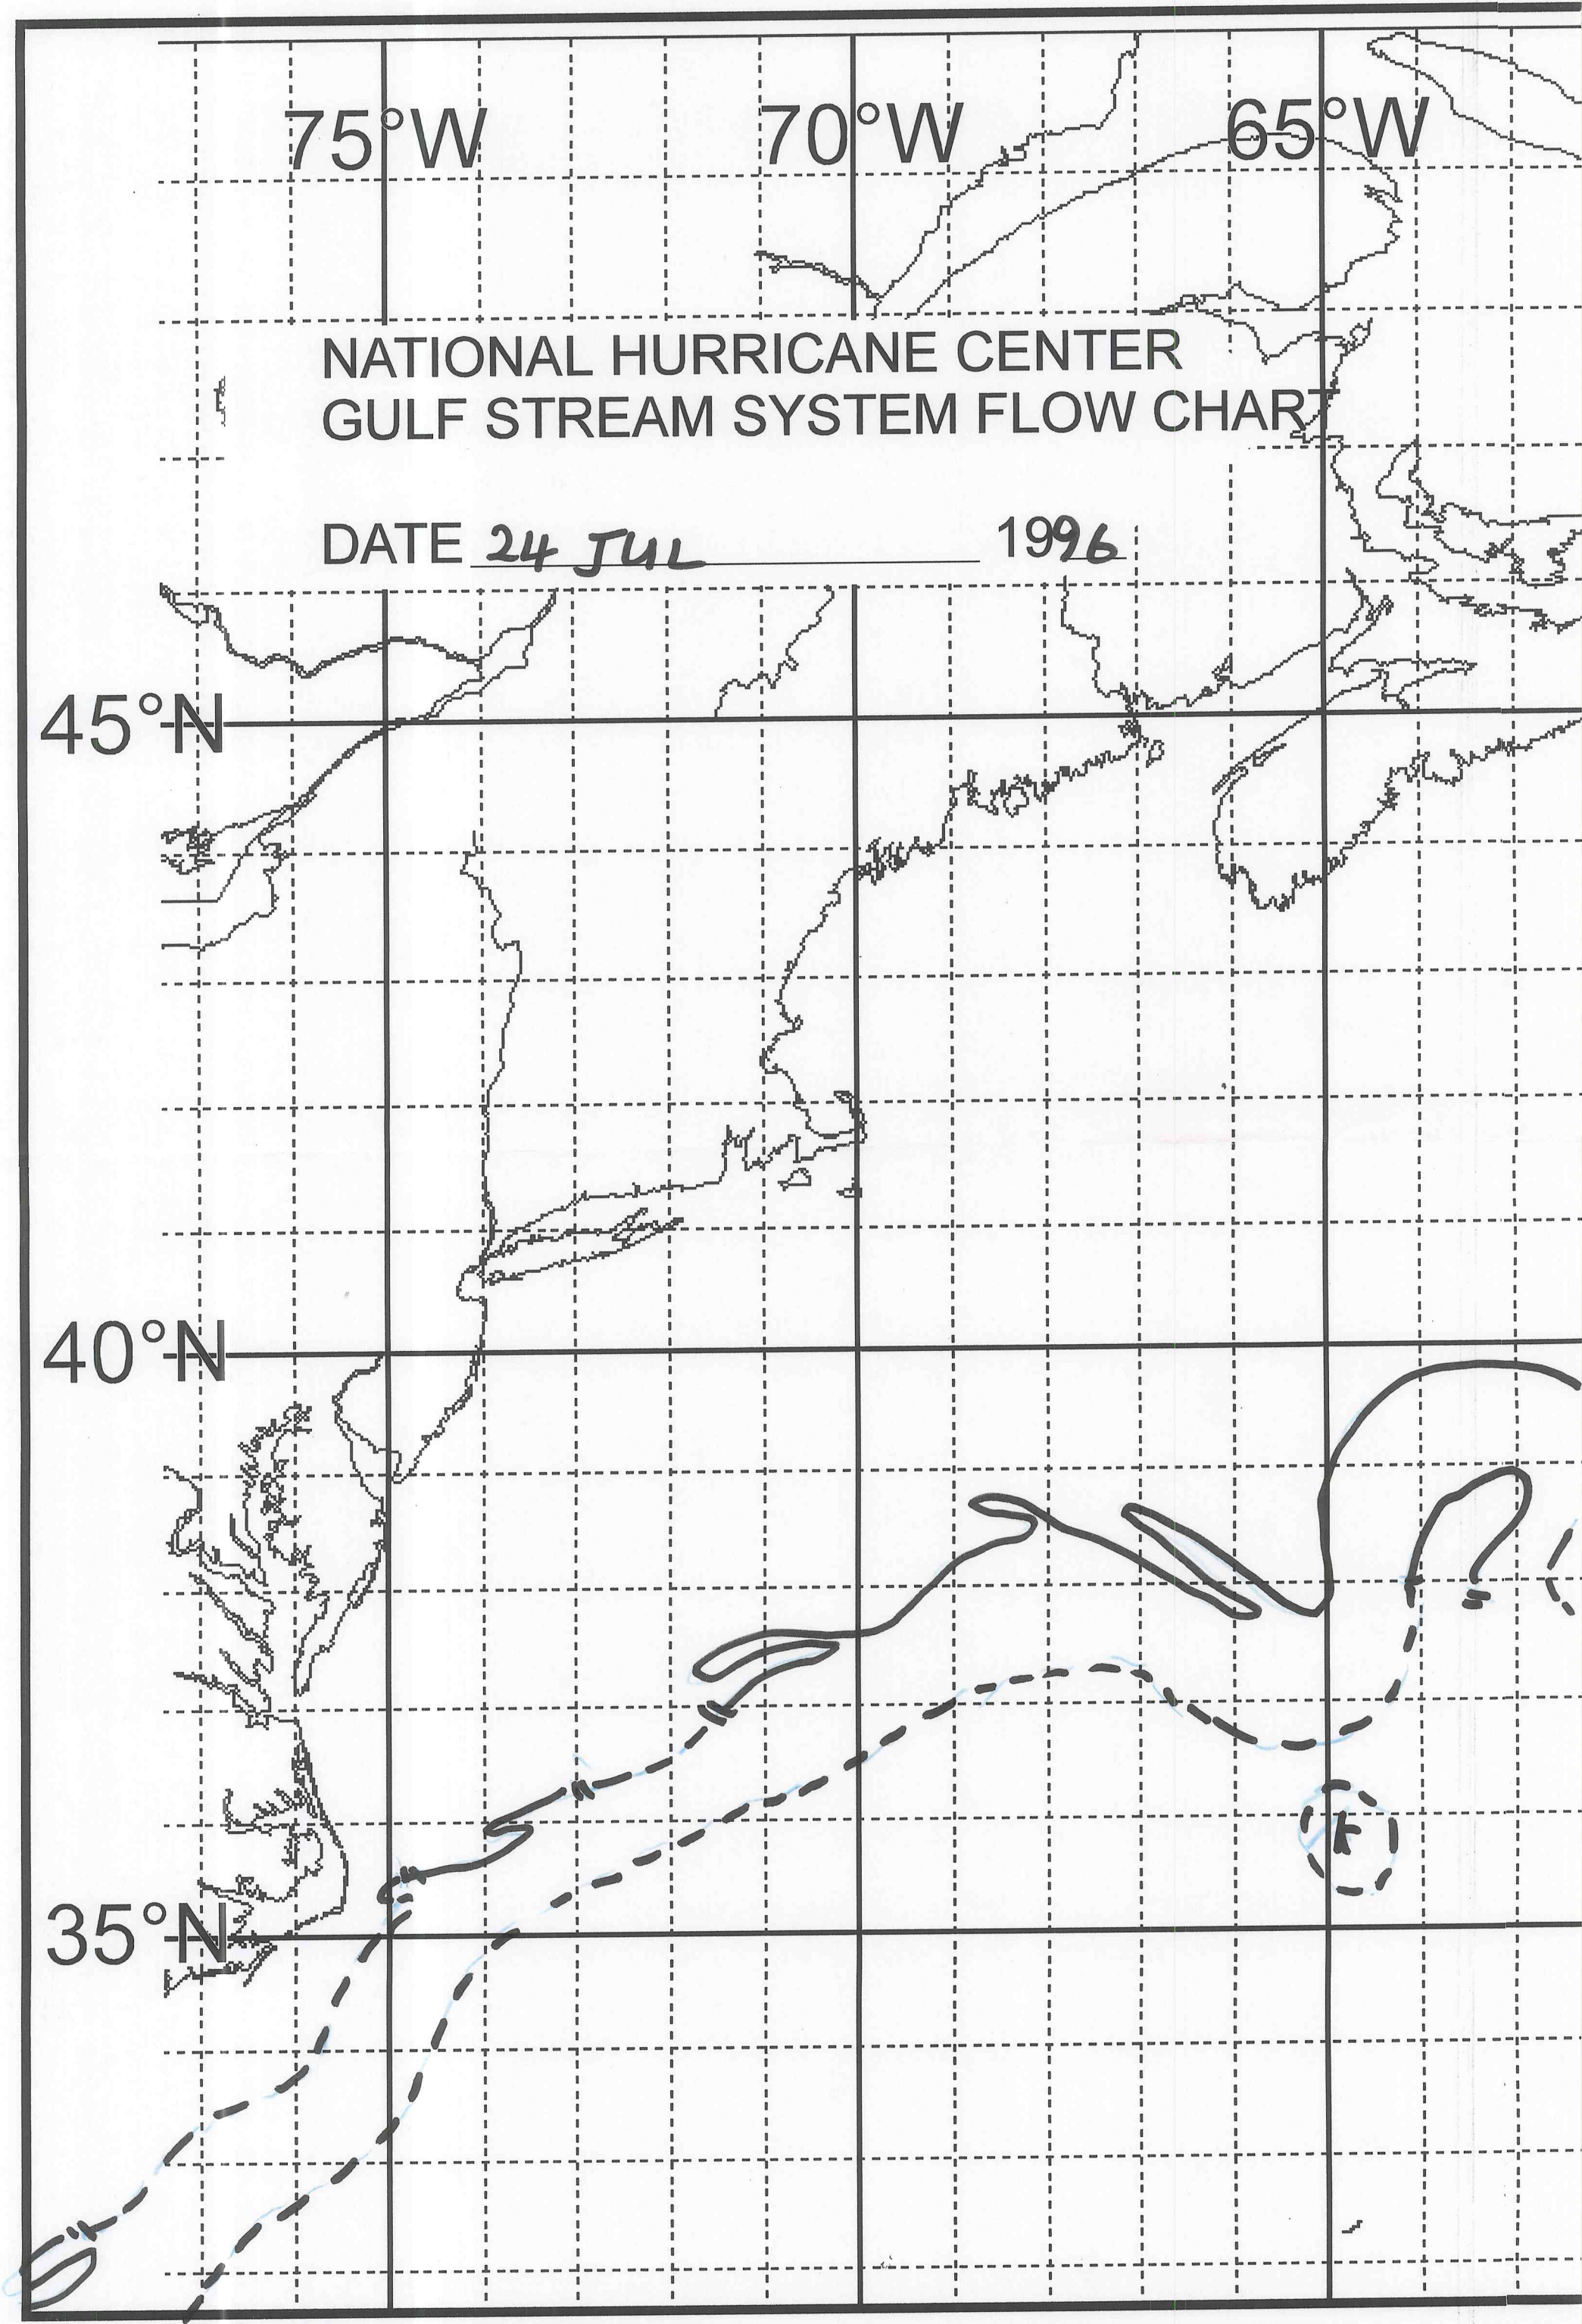 75°W 70°W 65°W
NATIONAL HURRICANE CENTER
GULF STREAM SYSTEM FLOW CHART
DATE 24 JUL 1996
45°N
40°N
35°N